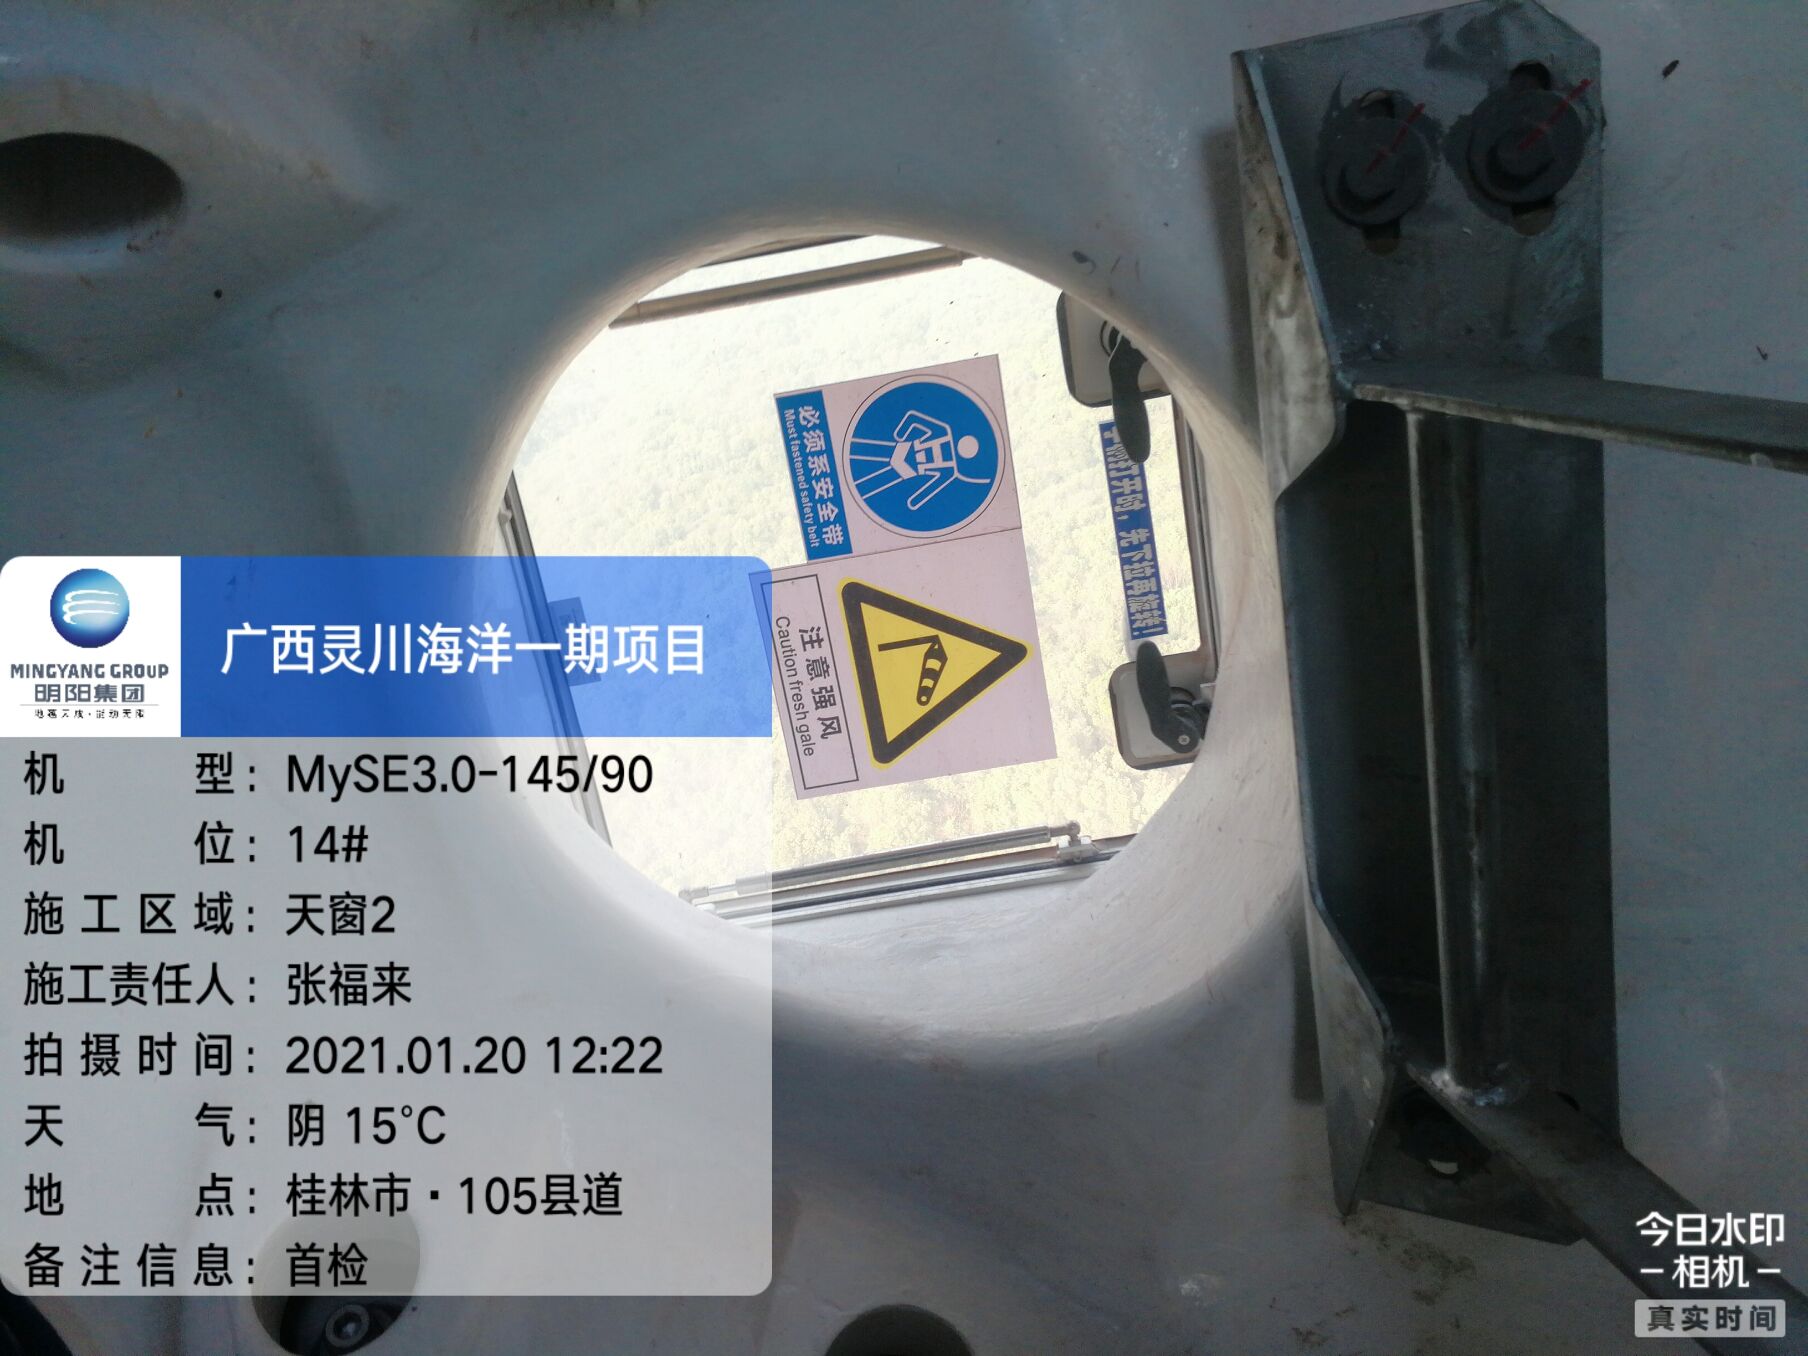 必须系安全带
Must fastened safety belt
注意强风
Caution fresh gale
打开时，先下拉再旋转!
MINGYANG GROUP
明阳集团
广西灵川海洋一期项目
机型: MySE3.0-145/90
机位: 14#
施工区域: 天窗2
施工责任人: 张福来
拍摄时间: 2021.01.20 12:22
天气: 阴 15°C
地点: 桂林市·105县道
备注信息: 首检
今日水印
-相机-
真实时间